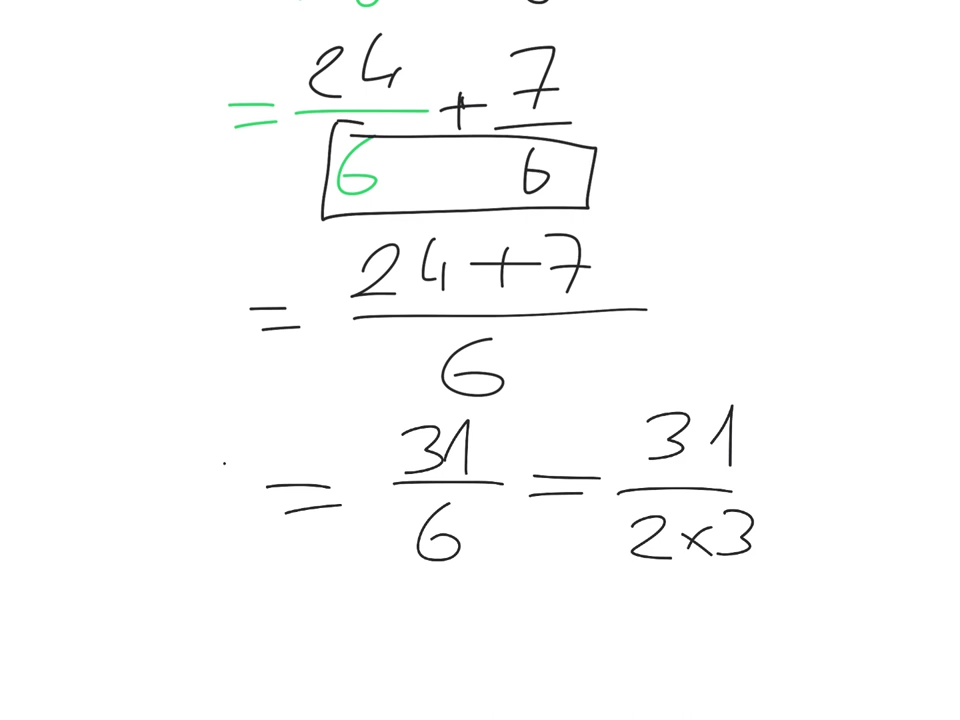 = 24/6 + 7/6
= (24+7)/6
= 31/6 = 31/(2×3)